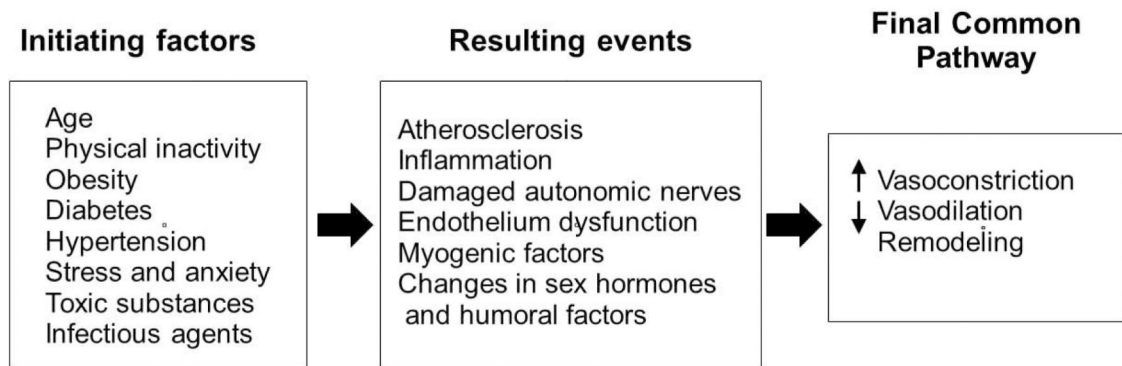 Initiating factors
Age
Physical inactivity
Obesity
Diabetes
Hypertension
Stress and anxiety
Toxic substances
Infectious agents
Resulting events
Atherosclerosis
Inflammation
Damaged autonomic nerves
Endothelium dysfunction
Myogenic factors
Changes in sex hormones
and humoral factors
Final Common
Pathway
Vasoconstriction
Vasodilation
Remodeling